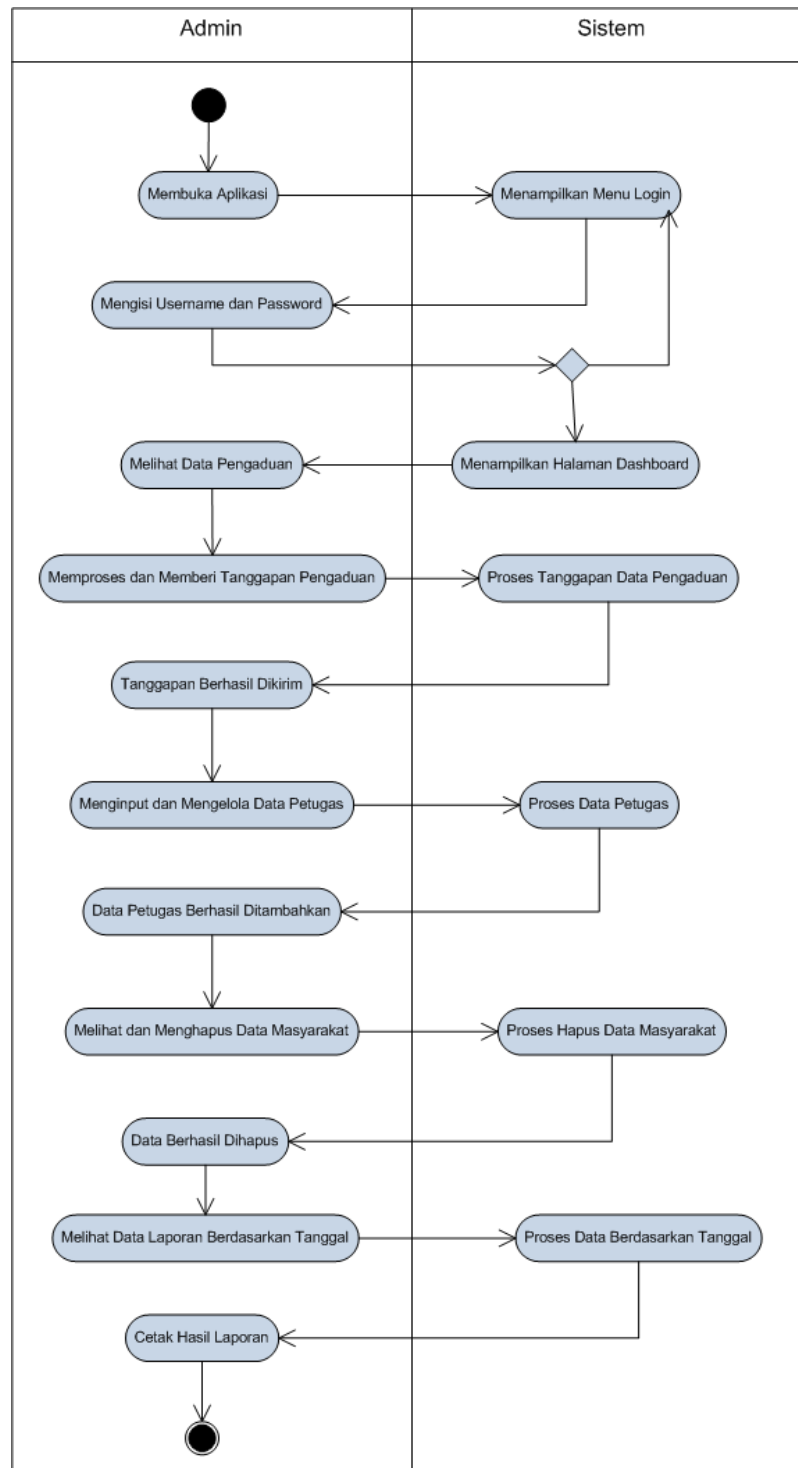 Admin
Sistem
Membuka Aplikasi
Menampilkan Menu Login
Mengisi Username dan Password
Melihat Data Pengaduan
Menampilkan Halaman Dashboard
Memproses dan Memberi Tanggapan Pengaduan
Proses Tanggapan Data Pengaduan
Tanggapan Berhasil Dikirim
Menginput dan Mengelola Data Petugas
Proses Data Petugas
Data Petugas Berhasil Ditambahkan
Melihat dan Menghapus Data Masyarakat
Proses Hapus Data Masyarakat
Data Berhasil Dihapus
Melihat Data Laporan Berdasarkan Tanggal
Proses Data Berdasarkan Tanggal
Cetak Hasil Laporan